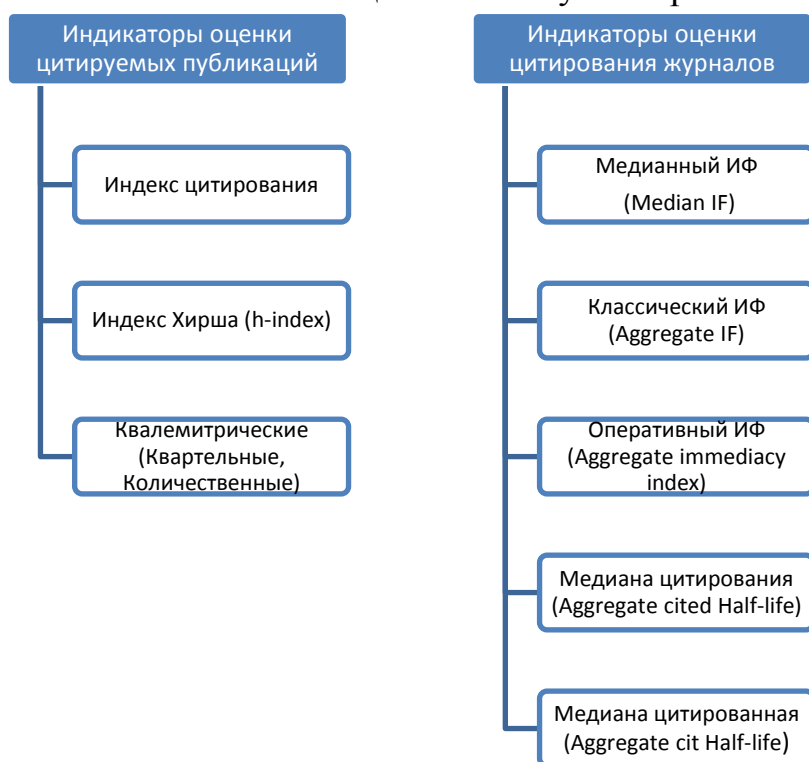 Индикаторы оценки
цитируемых публикаций
Индекс цитирования
Индекс Хирша (h-index)
Квалеметрические
(Квартельные,
Количественные)
Индикаторы оценки
цитирования журналов
Медианный ИФ
(Median IF)
Классический ИФ
(Aggregate IF)
Оперативный ИФ
(Aggregate immediacy
index)
Медиана цитирования
(Aggregate cited Half-life)
Медиана цитированная
(Aggregate cit Half-life)